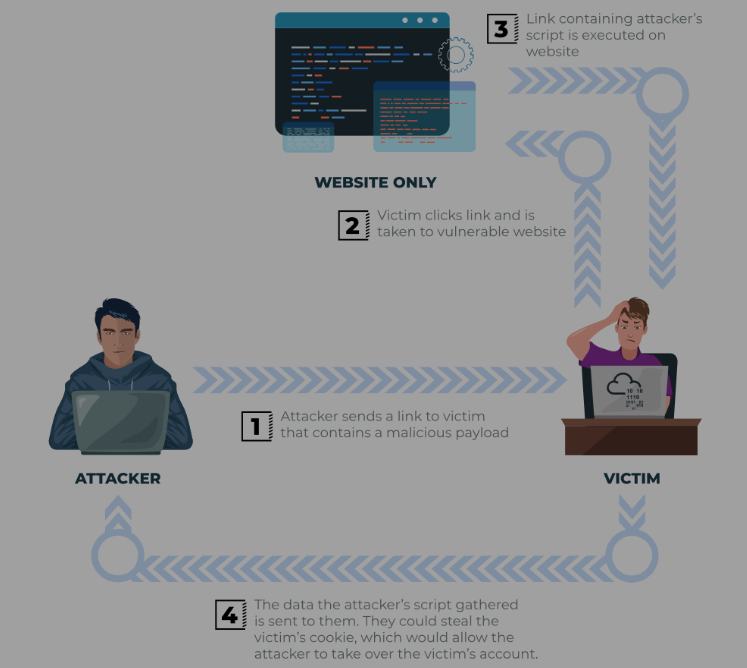 3
Link containing attacker's
script is executed on
website
WEBSITE ONLY
2
Victim clicks link and is
taken to vulnerable website
1
Attacker sends a link to victim
that contains a malicious payload
ATTACKER
VICTIM
4
The data the attacker's script gathered
is sent to them. They could steal the
victim's cookie, which would allow the
attacker to take over the victim's account.